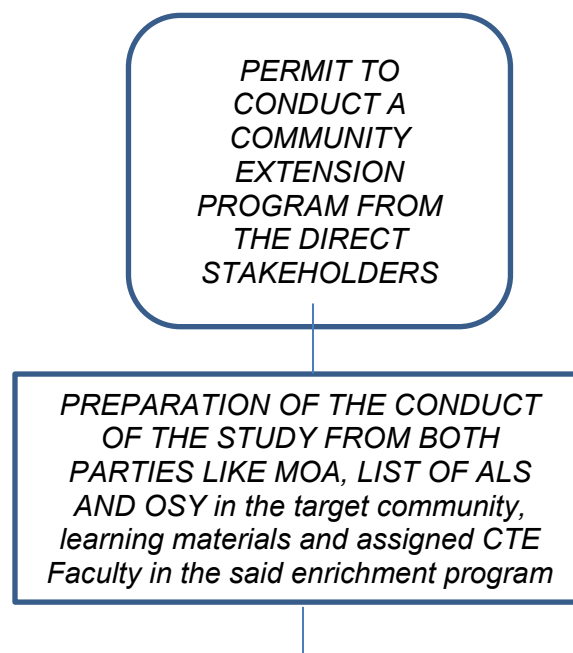 PERMIT TO
CONDUCT A
COMMUNITY
EXTENSION
PROGRAM FROM
THE DIRECT
STAKEHOLDERS
PREPARATION OF THE CONDUCT
OF THE STUDY FROM BOTH
PARTIES LIKE MOA, LIST OF ALS
AND OSY in the target community,
learning materials and assigned CTE
Faculty in the said enrichment program